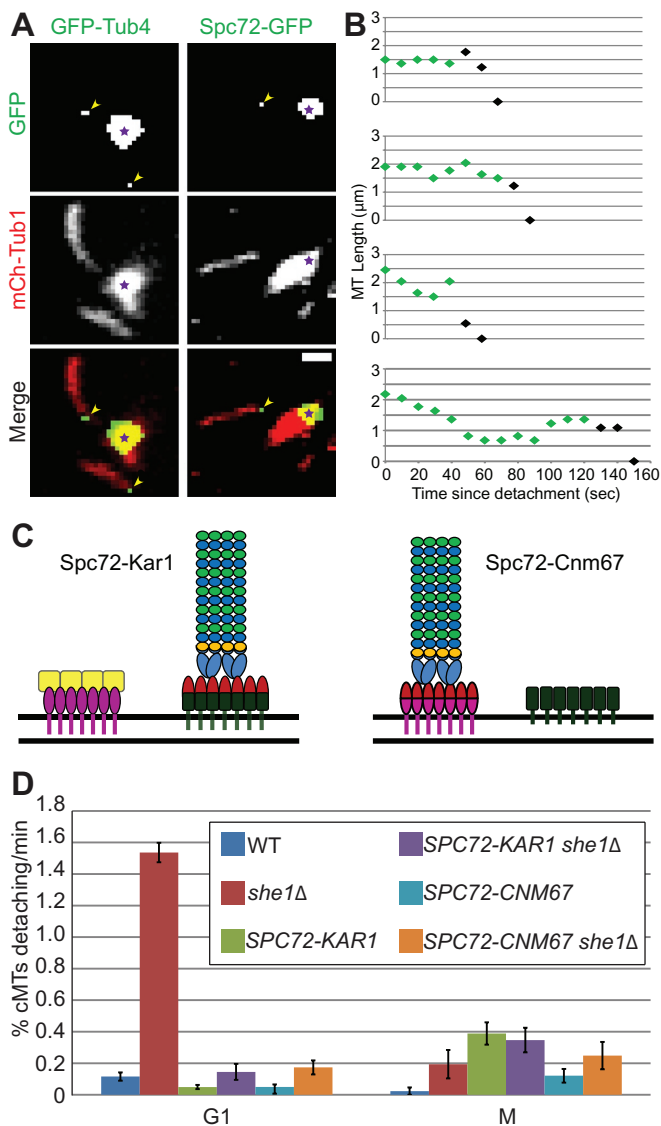 A
GFP-Tub4
Spc72-GFP
GFP
mCh-Tub1
Merge
B
3
2
1
0
3
2
1
0
3
2
1
0
3
2
1
0
MT Length (µm)
0 20 40 60 80 100 120 140 160
Time since detachment (sec)
C
Spc72-Kar1
Spc72-Cnm67
D
% cMTs detaching/min
1.8
1.6
1.4
1.2
1.0
0.8
0.6
0.4
0.2
0
WT
she1Δ
SPC72-KAR1
SPC72-KAR1 she1Δ
SPC72-CNM67
SPC72-CNM67 she1Δ
G1
M